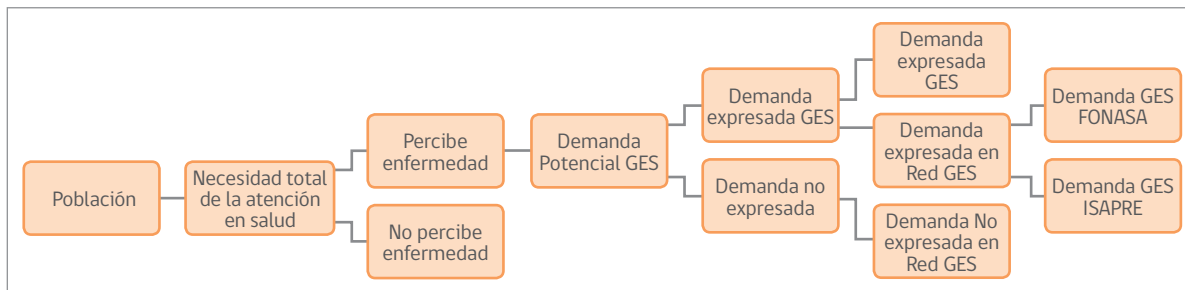 Población
Necesidad total
de la atención
en salud
Percibe
enfermedad
No percibe
enfermedad
Demanda
Potencial GES
Demanda
expresada GES
Demanda no
expresada
Demanda
expresada
GES
Demanda
expresada en
Red GES
Demanda No
expresada en
Red GES
Demanda GES
FONASA
Demanda GES
ISAPRE